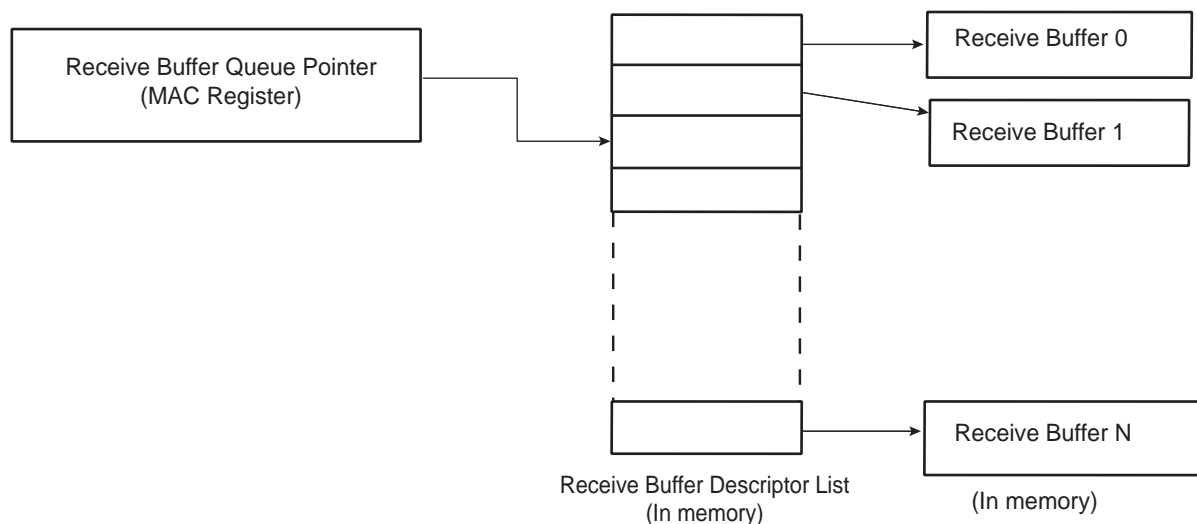 Receive Buffer Queue Pointer
(MAC Register)
Receive Buffer 0
Receive Buffer 1
Receive Buffer N
Receive Buffer Descriptor List
(In memory)
(In memory)